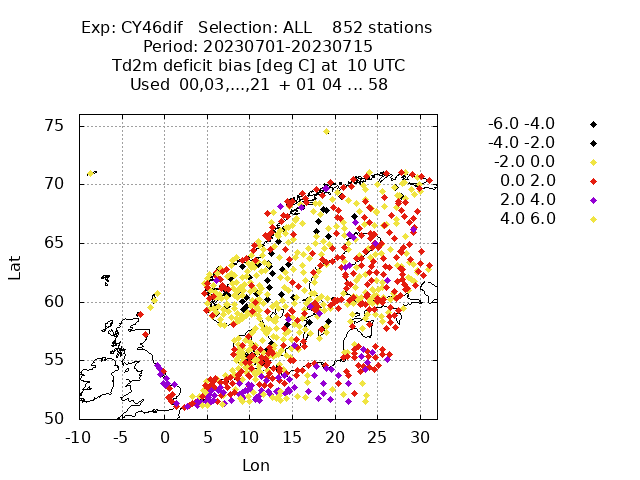 Exp: CY46dif   Selection: ALL    852 stations
Period: 20230701-20230715
Td2m deficit bias [deg C] at  10 UTC
Used  00,03,...,21  + 01 04 ... 58
-6.0 -4.0
-4.0 -2.0
-2.0 0.0
0.0 2.0
2.0 4.0
4.0 6.0
75
70
65
60
55
50
Lat
-10 -5 0 5 10 15 20 25 30
Lon